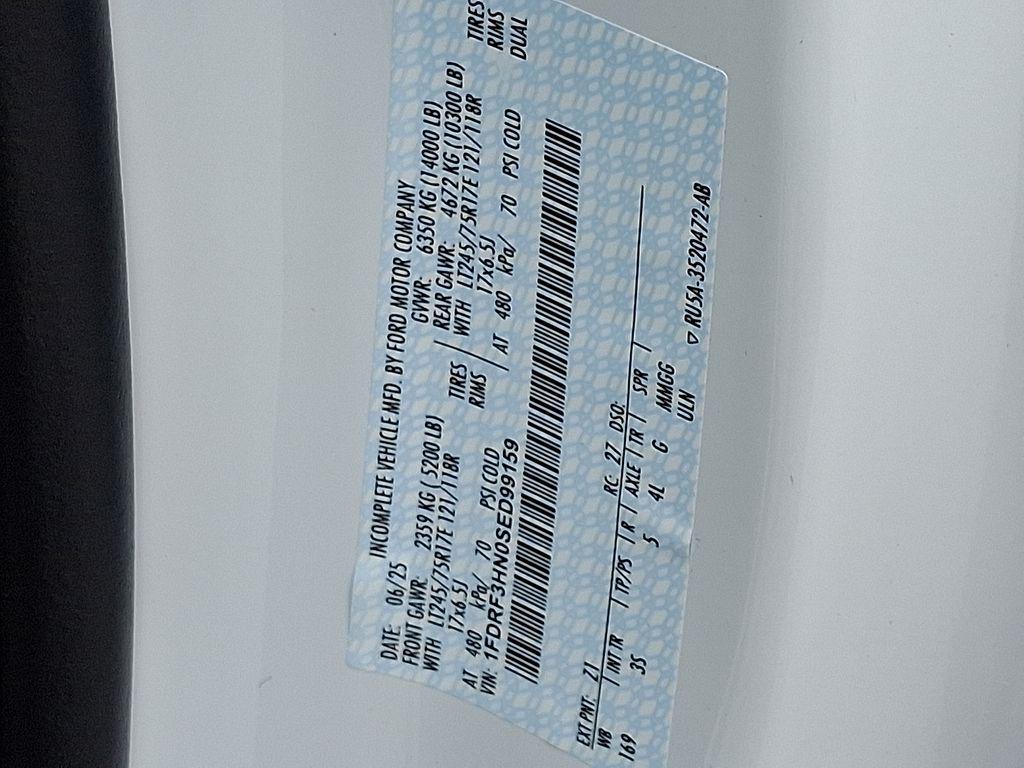 DATE: 06/25 INCOMPLETE VEHICLE MFD. BY FORD MOTOR COMPANY
FRONT GAWR: 2359 KG ( 5200 LB) GVWR: 6350 KG (14000 LB)
REAR GAWR: 4672 KG (10300 LB)
WITH LT245/75R17E 121/118R TIRES WITH LT245/75R17E 121/118R TIRES
17x6.5J RIMS 17x6.5J RIMS
AT 480 kPa/ 70 PSI COLD AT 480 kPa/ 70 PSI COLD DUAL
VIN: 1FDRF3HN0SED99159
EXT PNT: Z1 RC: 27 DSO:
WB INT TR TP/PS R AXLE TR SPR
169 3S 5 4L G MMGG
ULN
▽ RU5A-3520472-AB